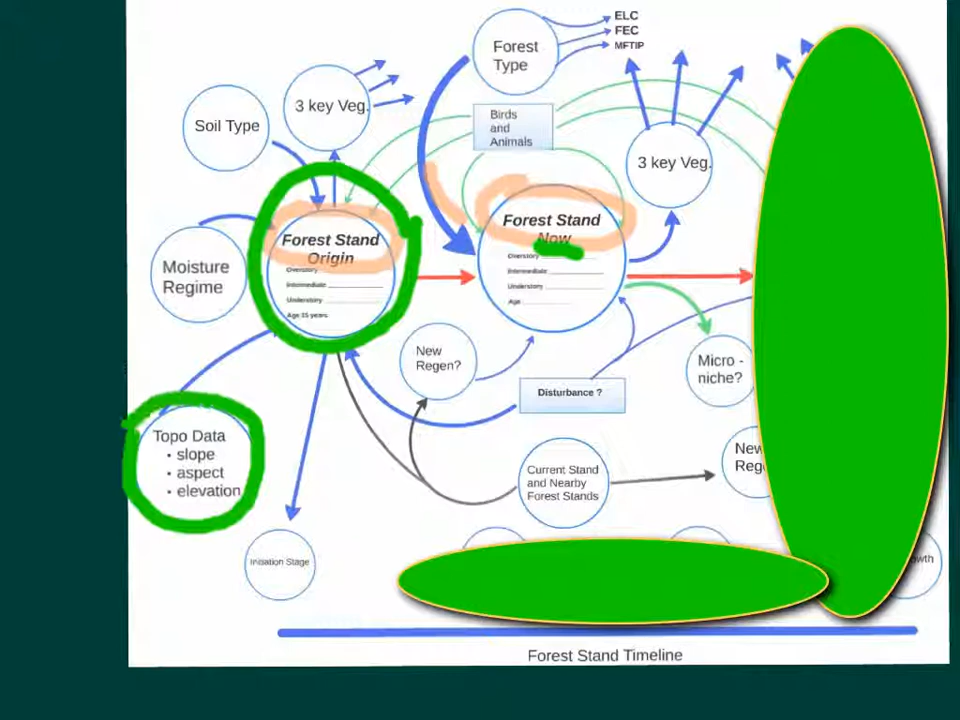 ELC
FEC
MFTIP
Forest
Type
3 key Veg.
Soil Type
Birds
and
Animals
3 key Veg.
Forest Stand
Origin
Overstory
Intermediate
Understory
Age 15 years
Forest Stand
Now
Overstory
Intermediate
Understory
Age
Moisture
Regime
New
Regen?
Micro -
niche?
Disturbance ?
Topo Data
• slope
• aspect
• elevation
Current Stand
and Nearby
Forest Stands
New
Initiation Stage
Forest Stand Timeline